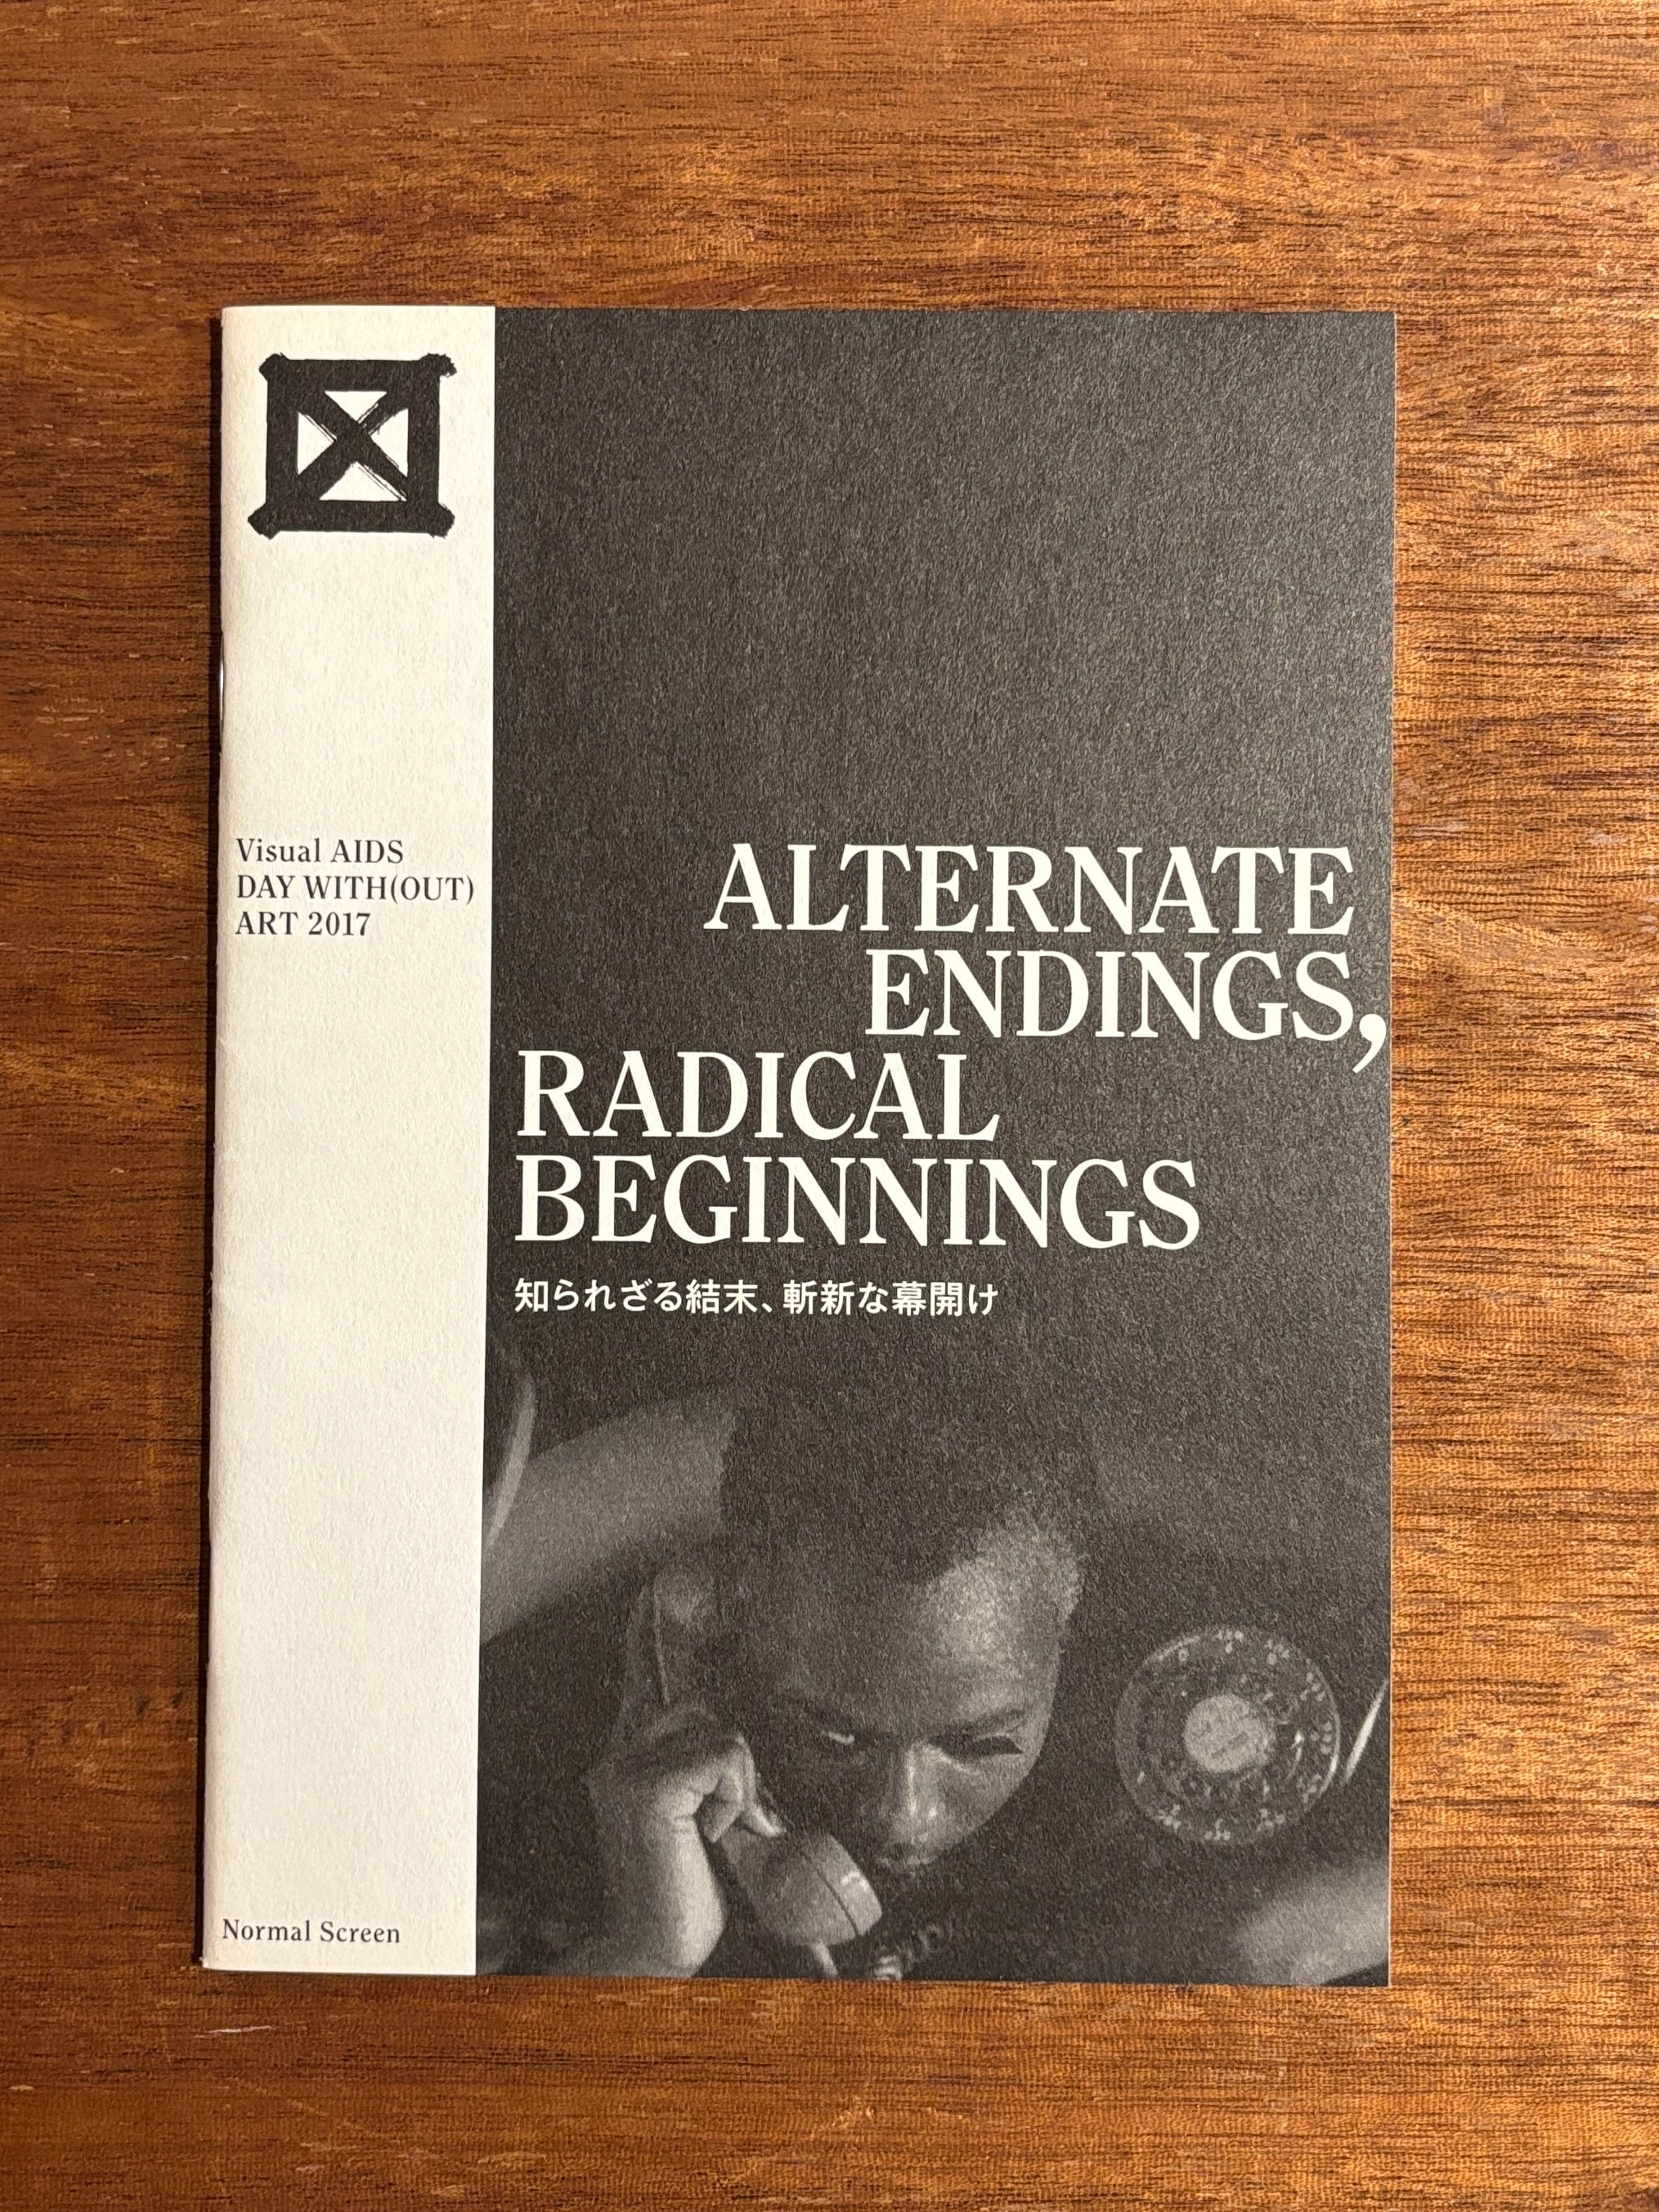 Visual AIDS
DAY WITH(OUT)
ART 2017
ALTERNATE
ENDINGS,
RADICAL
BEGINNINGS
知られざる結末、斬新な幕開け
Normal Screen